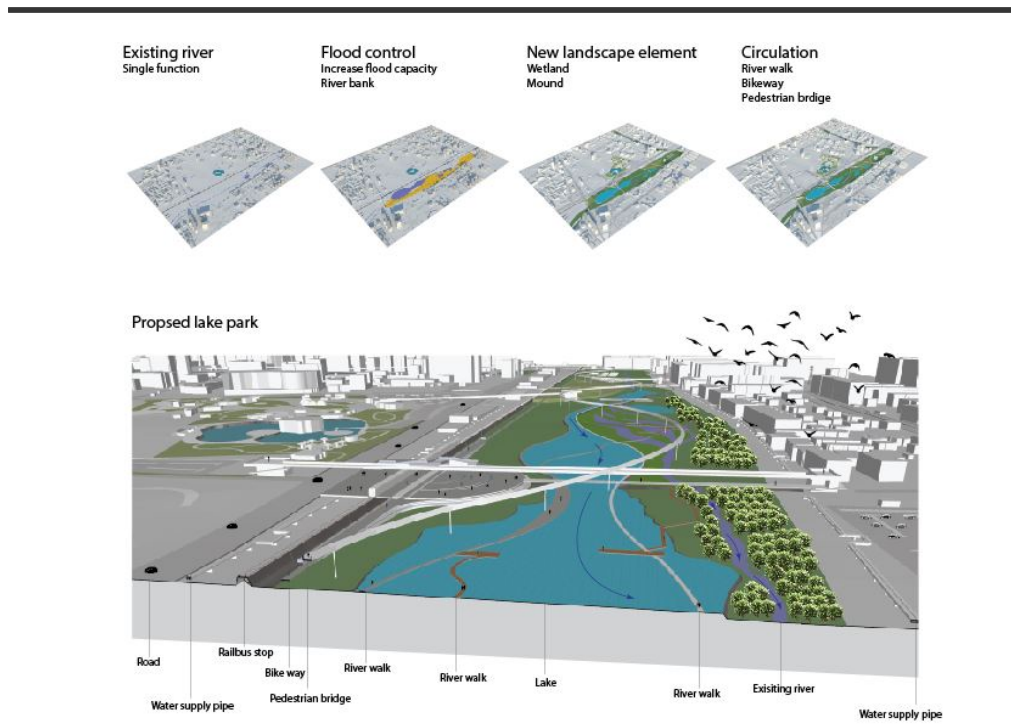 Existing river
Single function
Flood control
Increase flood capacity
River bank
New landscape element
Wetland
Mound
Circulation
River walk
Bikeway
Pedestrian brdige
Propsed lake park
Road
Water supply pipe
Railbus stop
Bike way
Pedestrian bridge
River walk
River walk
Lake
River walk
Exisiting river
Water supply pipe